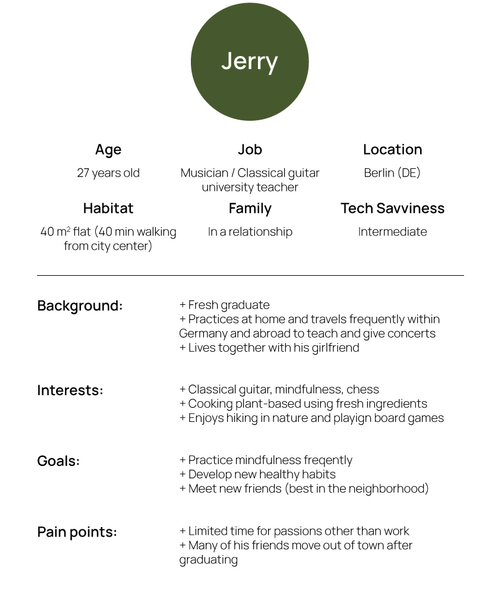 Jerry
Age
Job
Location
27 years old
Musician / Classical guitar
university teacher
Berlin (DE)
Habitat
Family
Tech Savviness
40 m² flat (40 min walking
from city center)
In a relationship
Intermediate
Background:
+ Fresh graduate
+ Practices at home and travels frequently within
Germany and abroad to teach and give concerts
+ Lives together with his girlfriend
Interests:
+ Classical guitar, mindfulness, chess
+ Cooking plant-based using fresh ingredients
+ Enjoys hiking in nature and playign board games
Goals:
+ Practice mindfulness freqently
+ Develop new healthy habits
+ Meet new friends (best in the neighborhood)
Pain points:
+ Limited time for passions other than work
+ Many of his friends move out of town after
graduating